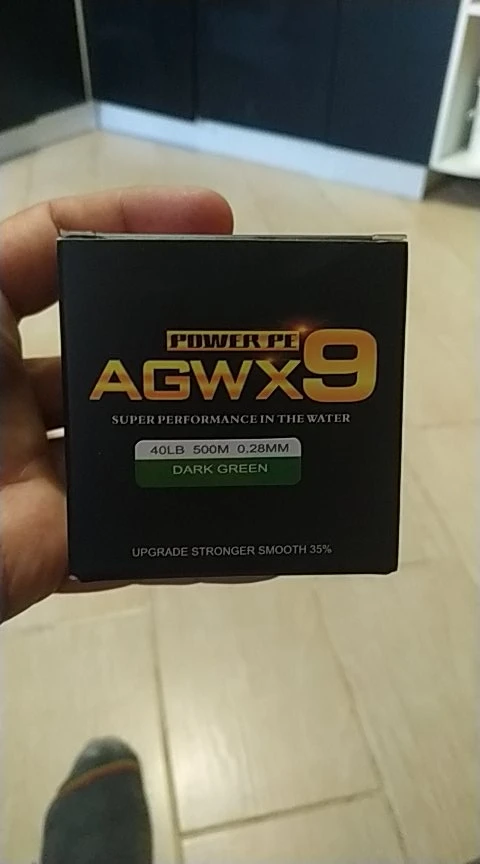 POWER PE
AGWX9
SUPER PERFORMANCE IN THE WATER
40LB 500M 0.28MM
DARK GREEN
UPGRADE STRONGER SMOOTH 35%